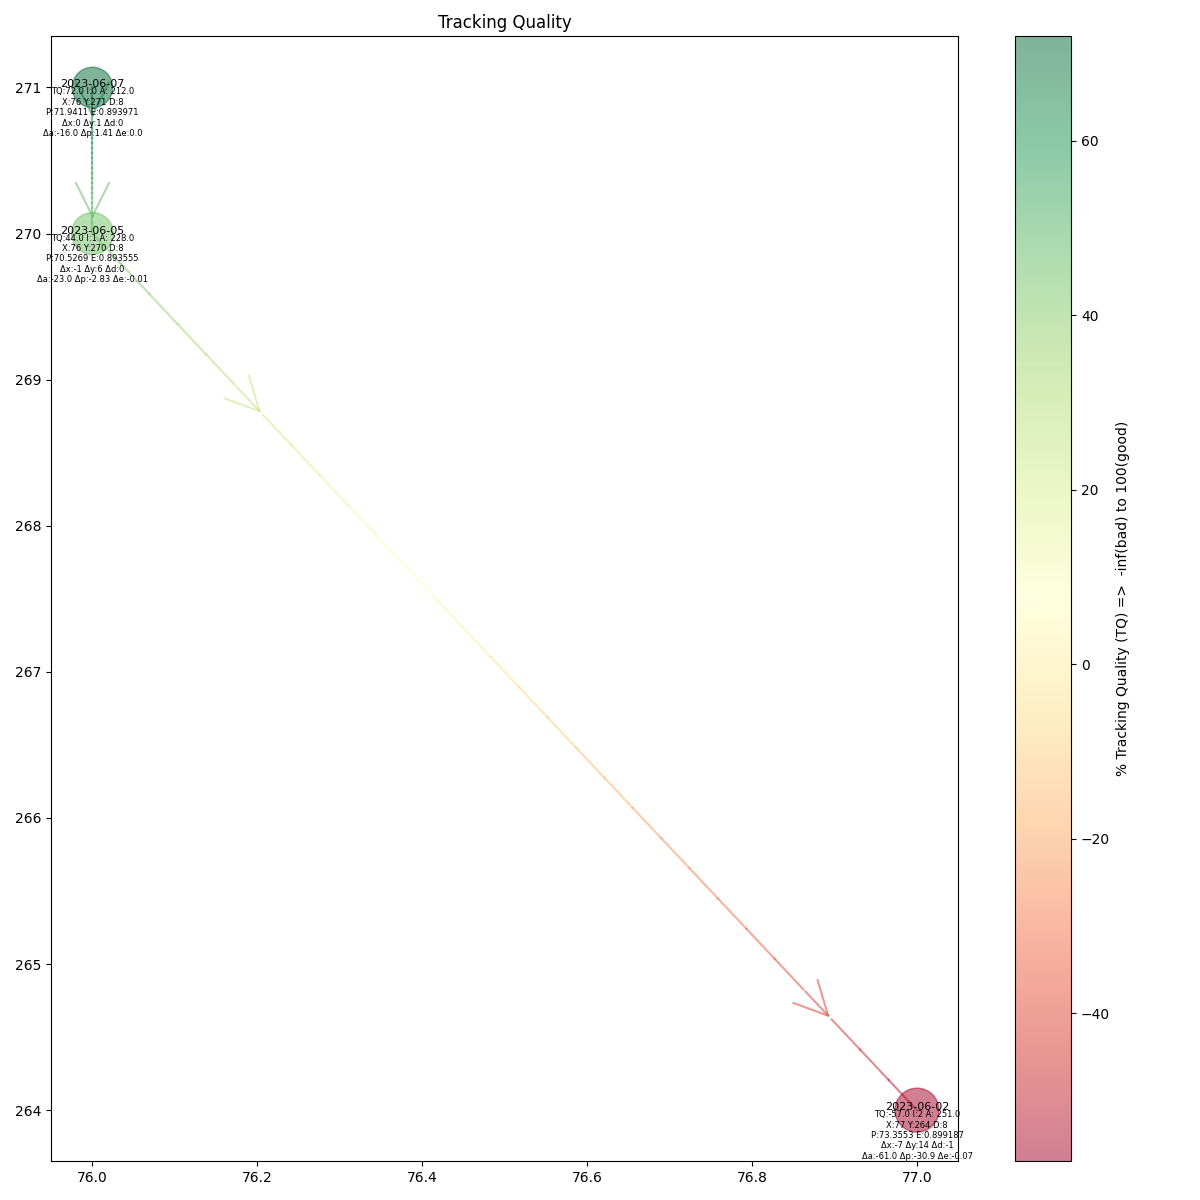 Tracking Quality
271
270
269
268
267
266
265
264
2023-06-07
TQ:72.0 I:0 A: 212.0
X:76 Y:271 D:8
P:71.9411 E:0.893971
Δx:0 Δy:1 Δd:0
Δa:-16.0 Δp:1.41 Δe:0.0
2023-06-05
TQ:44.0 I:1 A: 228.0
X:76 Y:270 D:8
P:70.5269 E:0.893555
Δx:-1 Δy:6 Δd:0
Δa:-23.0 Δp:-2.83 Δe:-0.01
2023-06-02
TQ:-57.0 I:2 A: 251.0
X:77 Y:264 D:8
P:73.3553 E:0.899187
Δx:-7 Δy:14 Δd:-1
Δa:-61.0 Δp:-30.9 Δe:-0.07
76.0
76.2
76.4
76.6
76.8
77.0
60
40
20
0
−20
−40
% Tracking Quality (TQ) => -inf(bad) to 100(good)